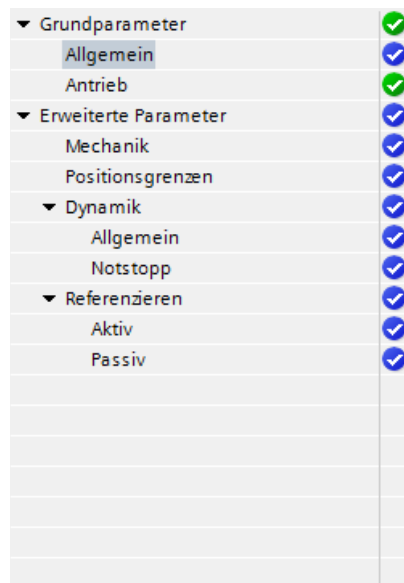 Grundparameter
Allgemein
Antrieb
Erweiterte Parameter
Mechanik
Positionsgrenzen
Dynamik
Allgemein
Notstopp
Referenzieren
Aktiv
Passiv